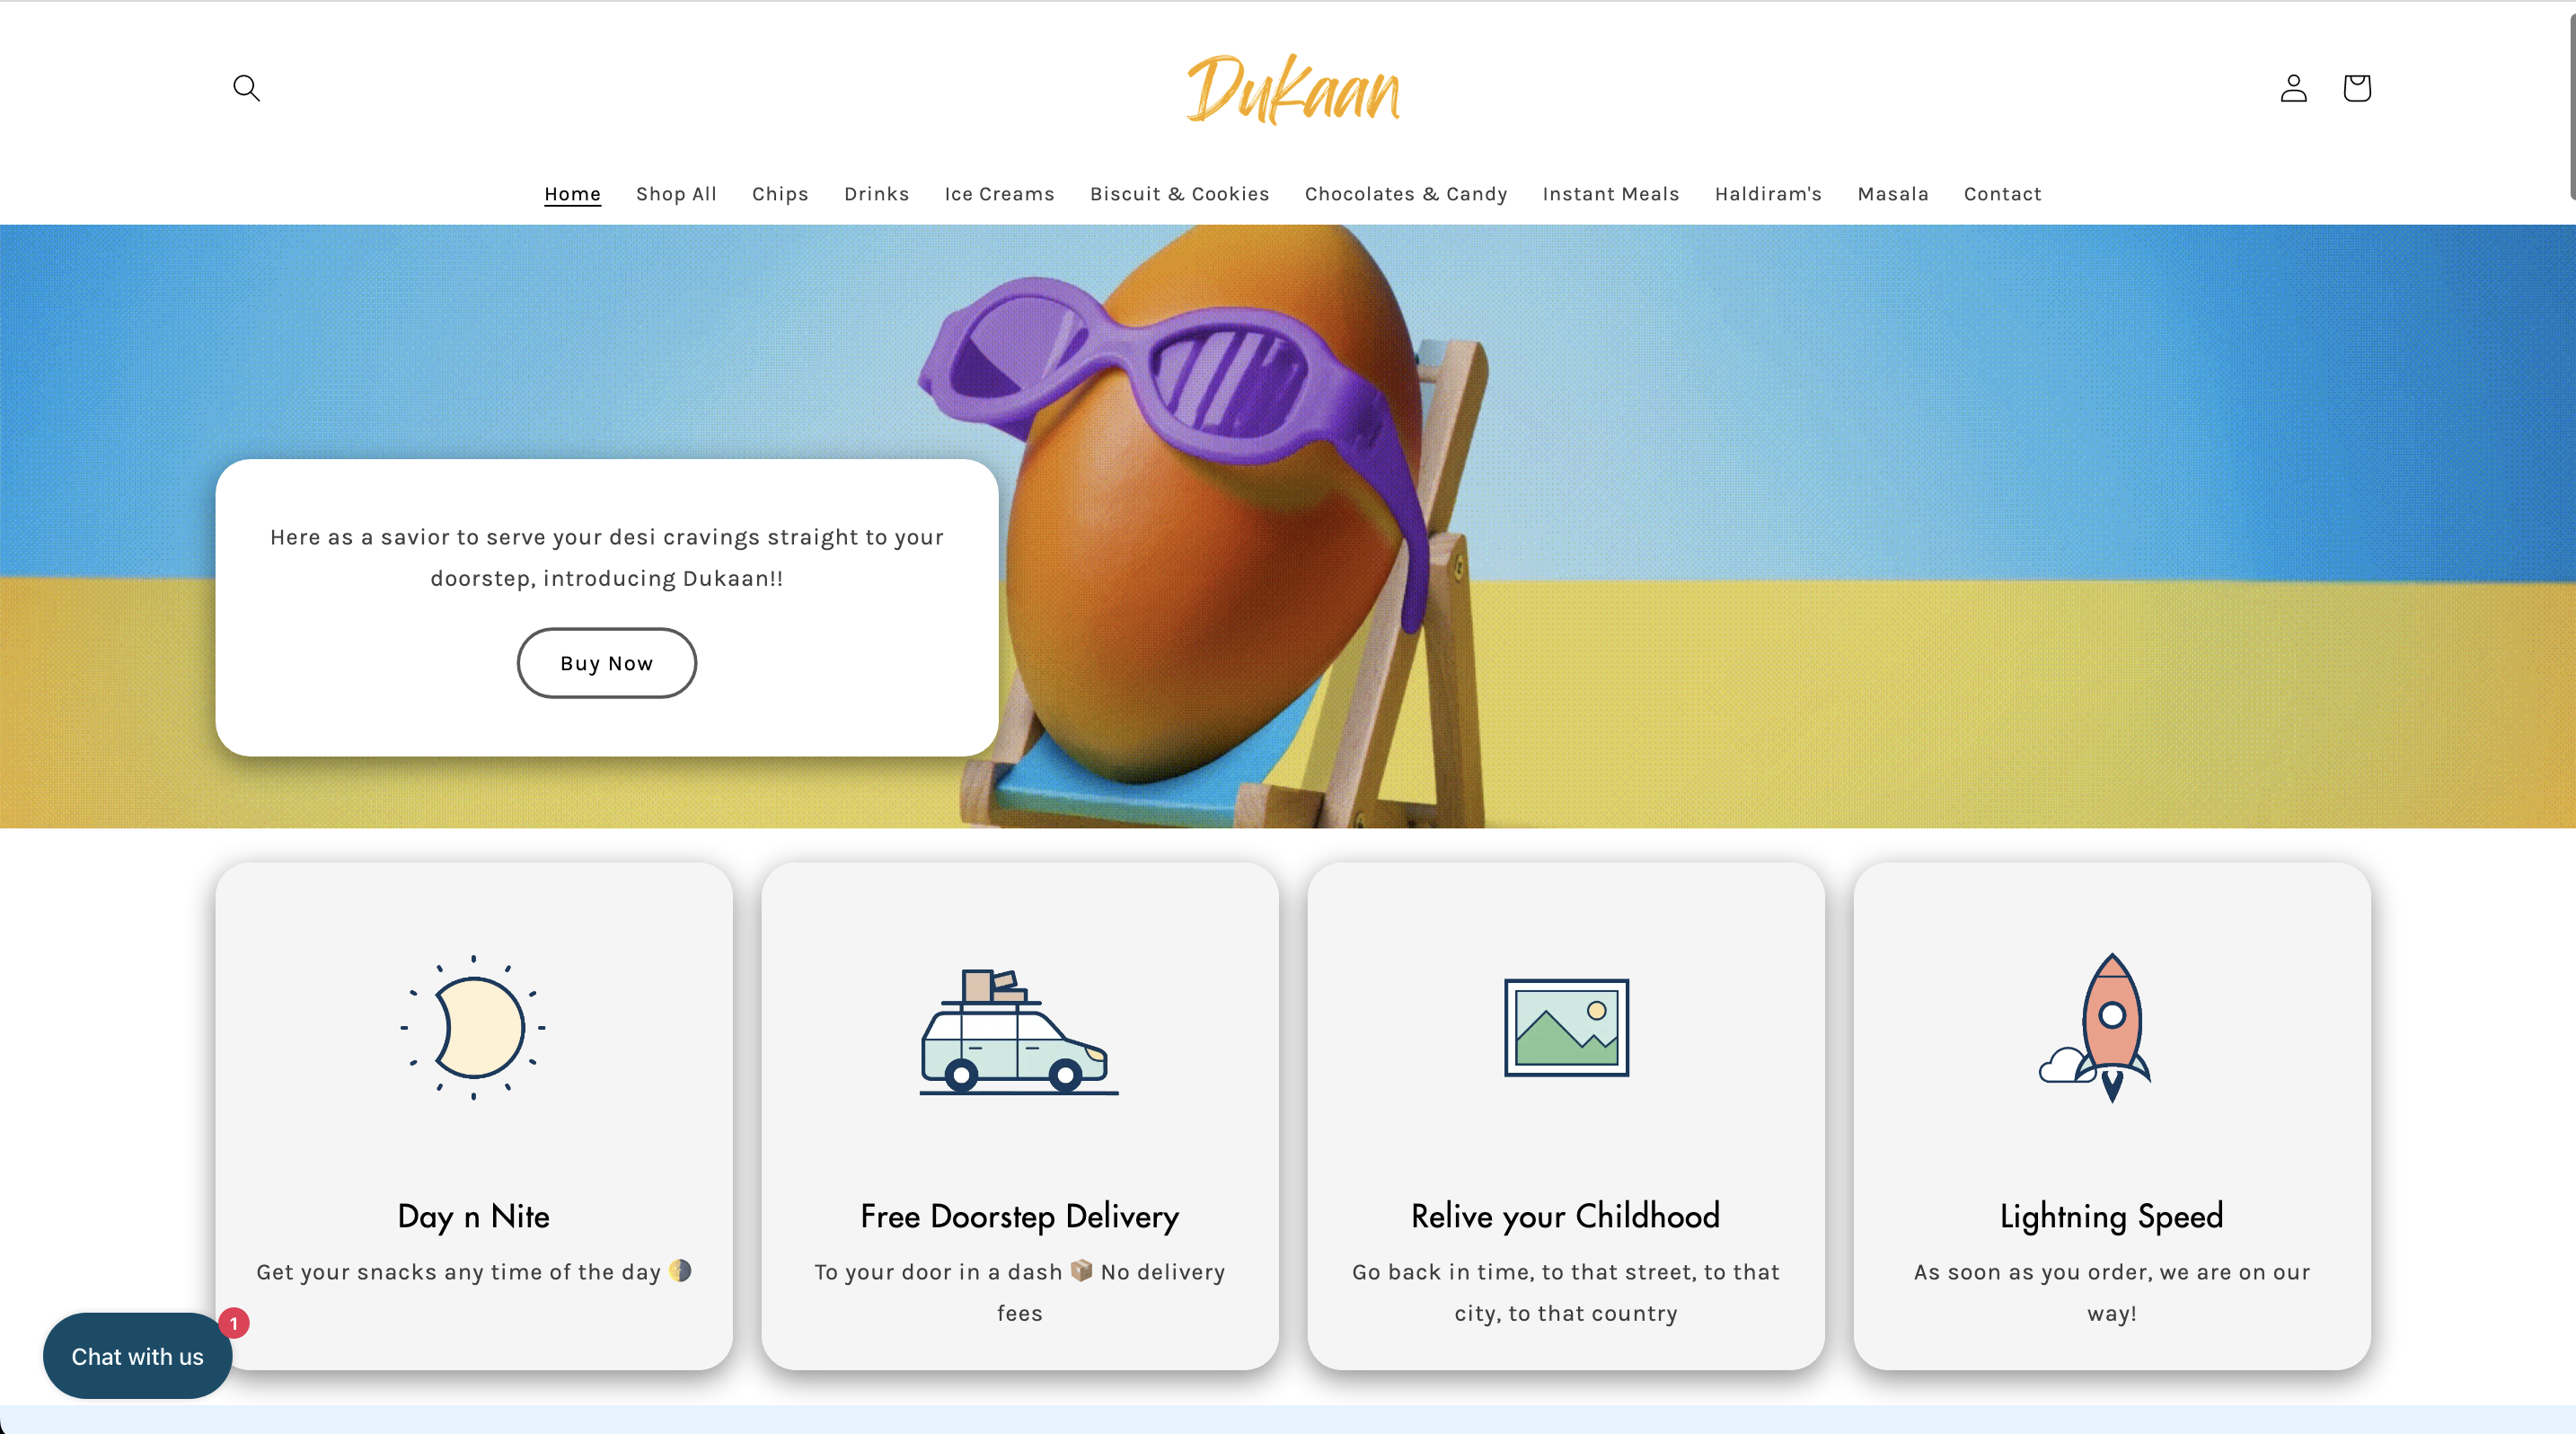 Dukaan
Home Shop All Chips Drinks Ice Creams Biscuit & Cookies Chocolates & Candy Instant Meals Haldiram's Masala Contact
Here as a savior to serve your desi cravings straight to your
doorstep, introducing Dukaan!!
Buy Now
Day n Nite
Get your snacks any time of the day 🌗
Free Doorstep Delivery
To your door in a dash 📦 No delivery
fees
Relive your Childhood
Go back in time, to that street, to that
city, to that country
Lightning Speed
As soon as you order, we are on our
way!
1
Chat with us